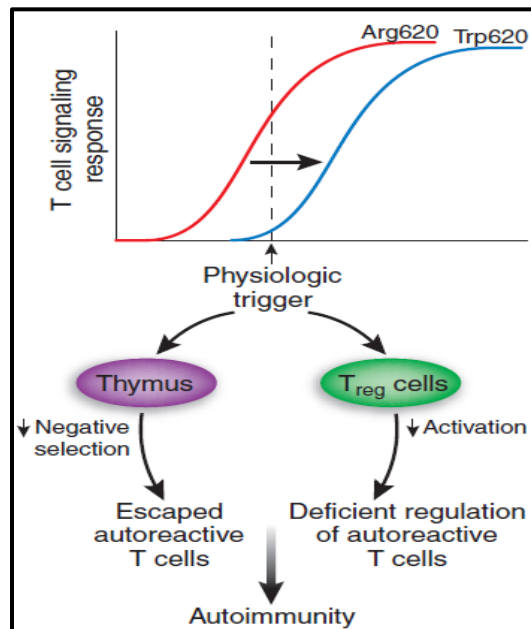 Arg620 Trp620
T cell signaling
response
Physiologic
trigger
Thymus
Treg cells
↓ Negative
selection
↓ Activation
Escaped
autoreactive
T cells
Deficient regulation
of autoreactive
T cells
Autoimmunity